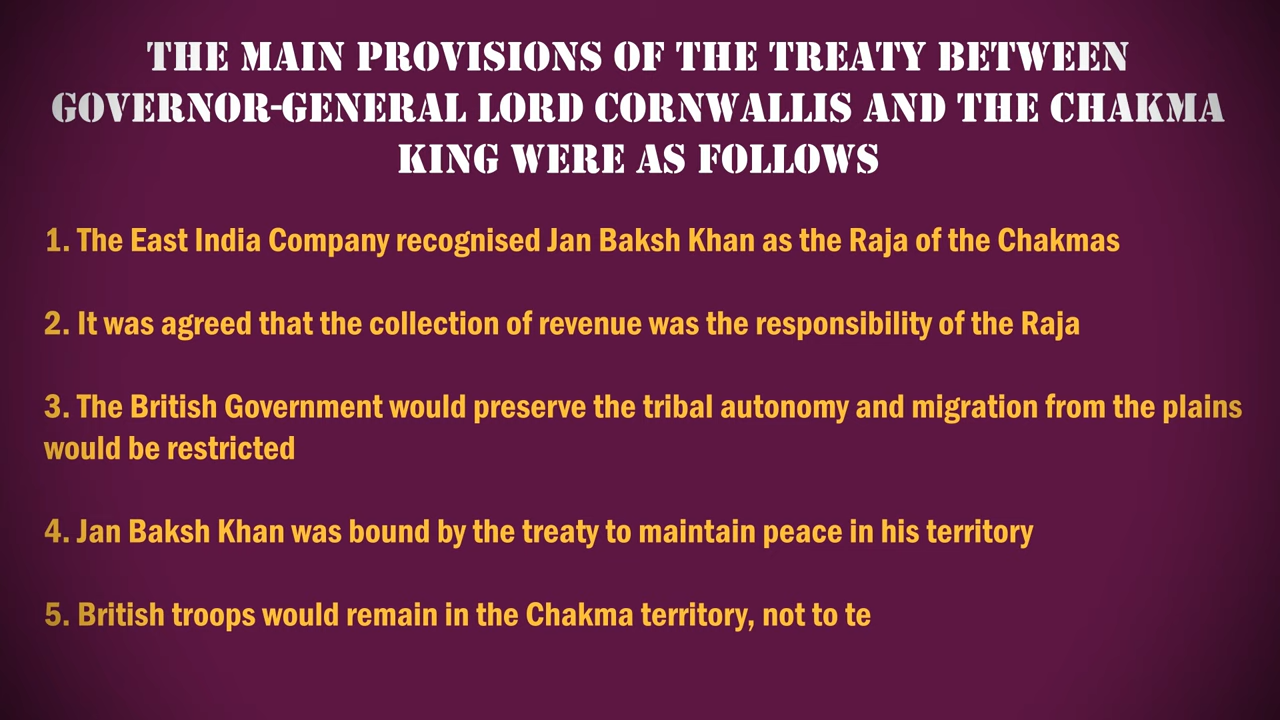 THE MAIN PROVISIONS OF THE TREATY BETWEEN
GOVERNOR-GENERAL LORD CORNWALLIS AND THE CHAKMA
KING WERE AS FOLLOWS
1. The East India Company recognised Jan Baksh Khan as the Raja of the Chakmas
2. It was agreed that the collection of revenue was the responsibility of the Raja
3. The British Government would preserve the tribal autonomy and migration from the plains
would be restricted
4. Jan Baksh Khan was bound by the treaty to maintain peace in his territory
5. British troops would remain in the Chakma territory, not to te